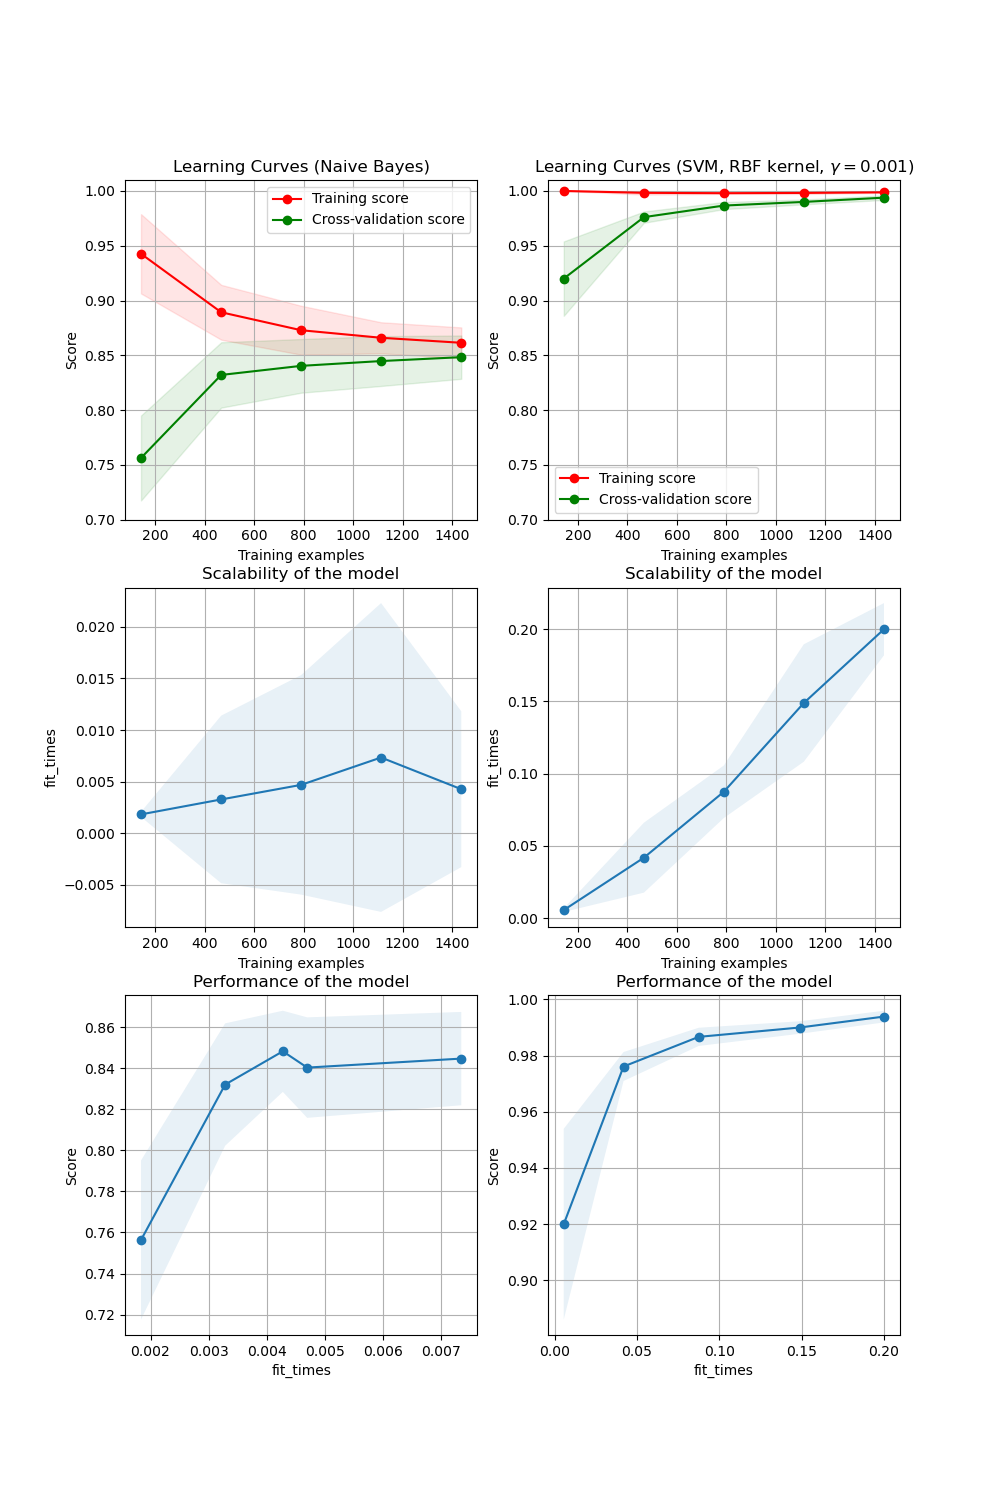 Learning Curves (Naive Bayes)
Score
1.00
0.95
0.90
0.85
0.80
0.75
0.70
Training score
Cross-validation score
200 400 600 800 1000 1200 1400
Training examples
Learning Curves (SVM, RBF kernel, γ = 0.001)
Score
1.00
0.95
0.90
0.85
0.80
0.75
0.70
Training score
Cross-validation score
200 400 600 800 1000 1200 1400
Training examples
Scalability of the model
fit_times
0.020
0.015
0.010
0.005
0.000
−0.005
200 400 600 800 1000 1200 1400
Training examples
Scalability of the model
fit_times
0.20
0.15
0.10
0.05
0.00
200 400 600 800 1000 1200 1400
Training examples
Performance of the model
Score
0.86
0.84
0.82
0.80
0.78
0.76
0.74
0.72
0.002 0.003 0.004 0.005 0.006 0.007
fit_times
Performance of the model
Score
1.00
0.98
0.96
0.94
0.92
0.90
0.00 0.05 0.10 0.15 0.20
fit_times